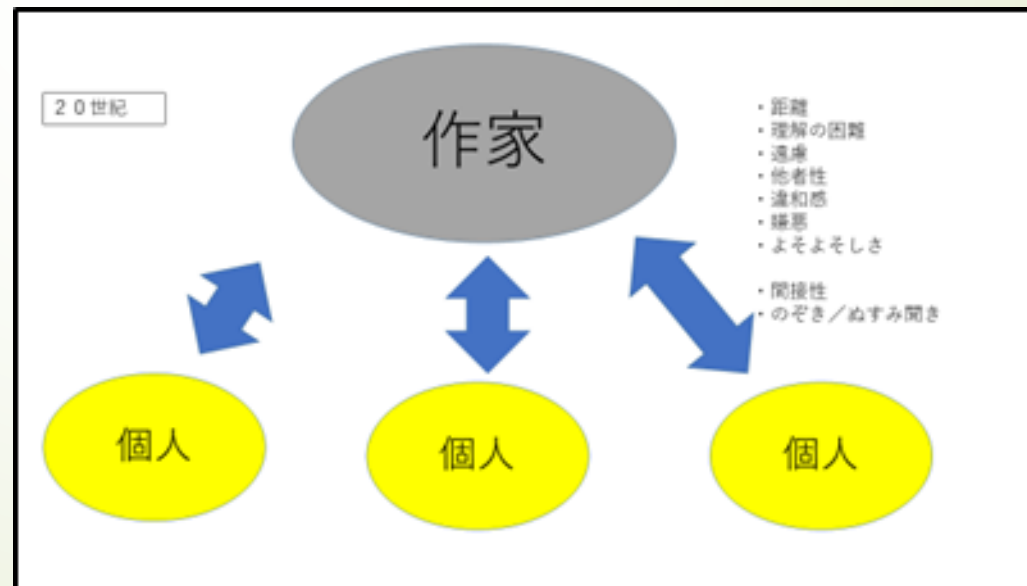 ２０世紀
作家
・距離
・理解の困難
・遠慮
・他者性
・違和感
・嫌悪
・よそよそしさ
・間接性
・のぞき／ぬすみ聞き
個人
個人
個人